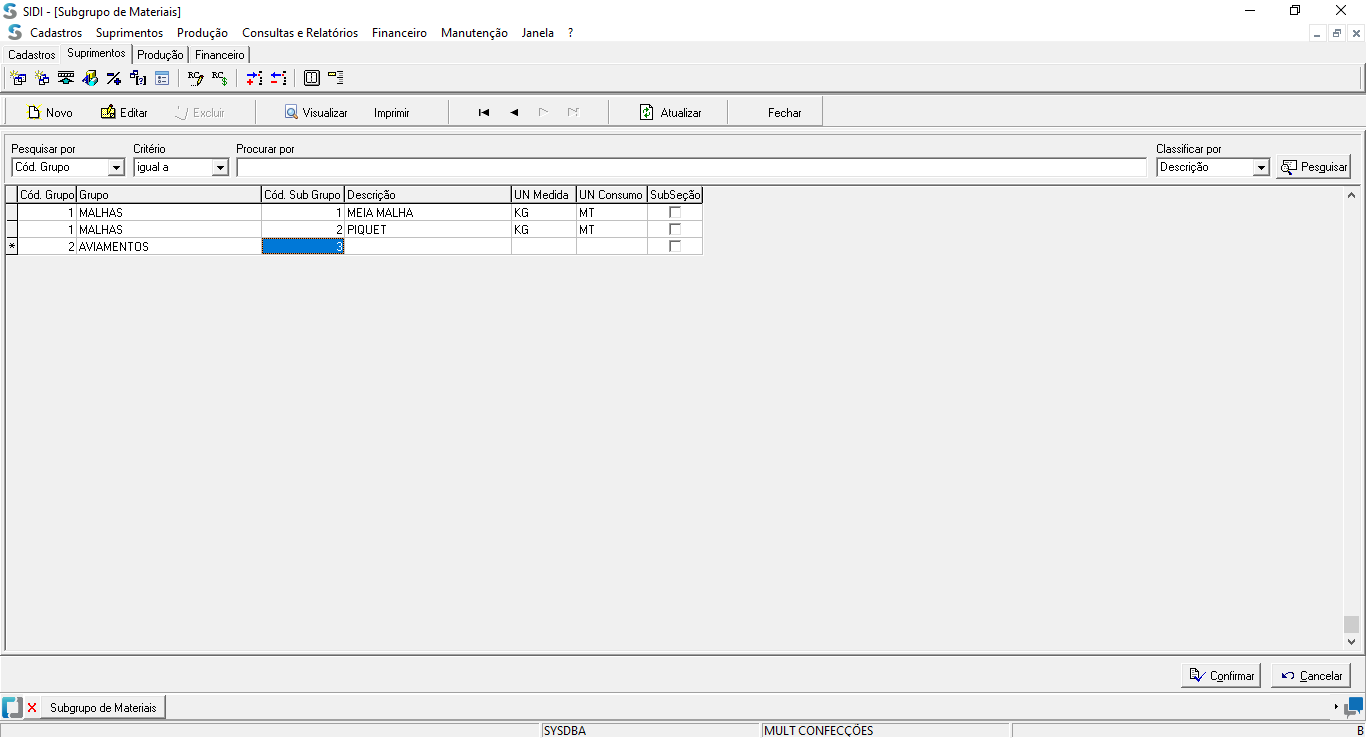 SIDI - [Subgrupo de Materiais]
Cadastros Suprimentos Produção Consultas e Relatórios Financeiro Manutenção Janela ?
Cadastros Suprimentos Produção Financeiro
Novo Editar Excluir Visualizar Imprimir Atualizar Fechar
Pesquisar por Critério Procurar por Classificar por
Cód. Grupo igual a Descrição Pesquisar
Cód. Grupo Grupo Cód. Sub Grupo Descrição UN Medida UN Consumo SubSeção
1 MALHAS 1 MEIA MALHA KG MT
1 MALHAS 2 PIQUET KG MT
* 2 AVIAMENTOS 3
Confirmar Cancelar
Subgrupo de Materiais
SYSDBA MULT CONFECÇÕES B